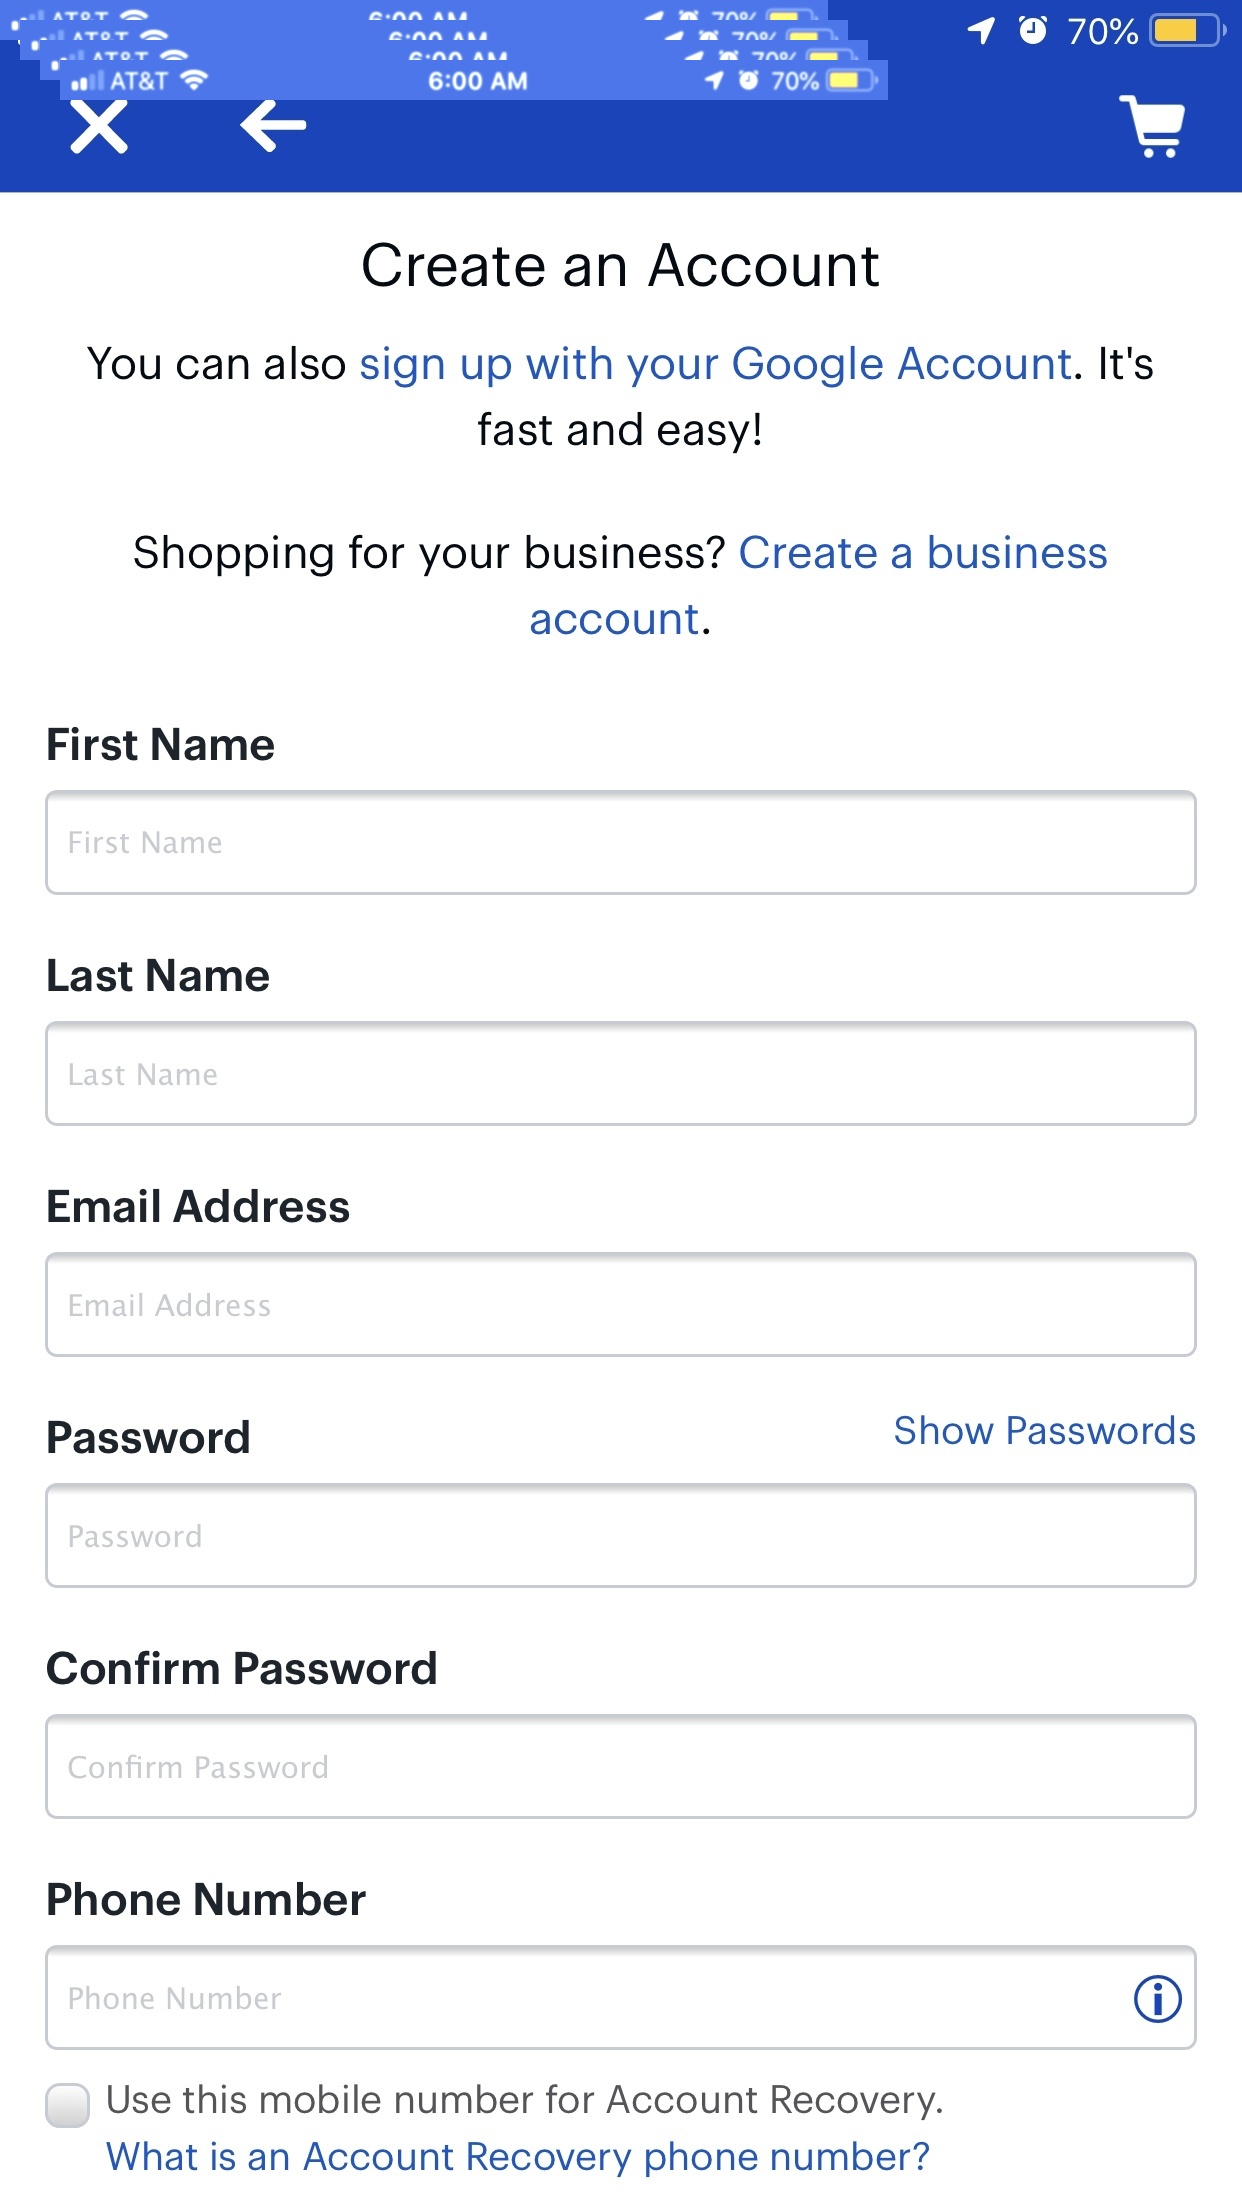 AT&T 6:00 AM 70%
AT&T 6:00 AM 70%
AT&T 6:00 AM 70%
AT&T 6:00 AM 70%
70%
Create an Account
You can also sign up with your Google Account. It's
fast and easy!
Shopping for your business? Create a business
account.
First Name
First Name
Last Name
Last Name
Email Address
Email Address
Password Show Passwords
Password
Confirm Password
Confirm Password
Phone Number
Phone Number
Use this mobile number for Account Recovery.
What is an Account Recovery phone number?